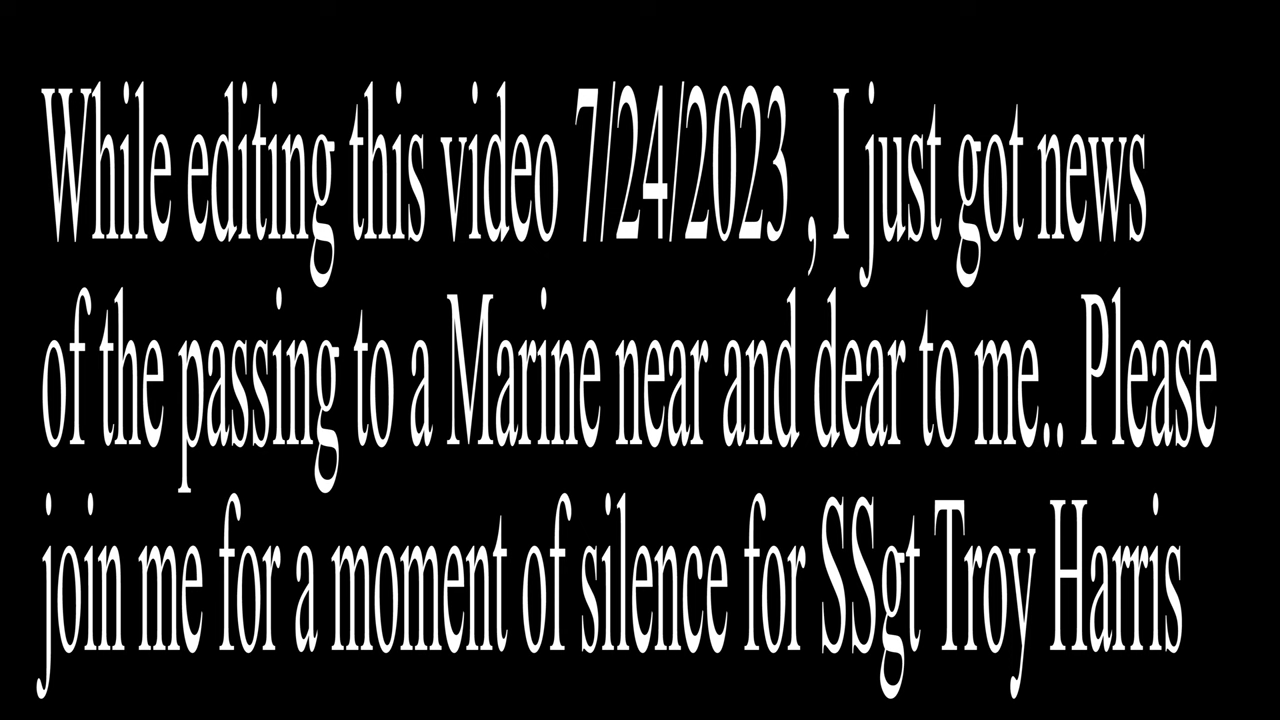 While editing this video 7/24/2023 , I just got news
of the passing to a Marine near and dear to me.. Please
join me for a moment of silence for SSgt Troy Harris